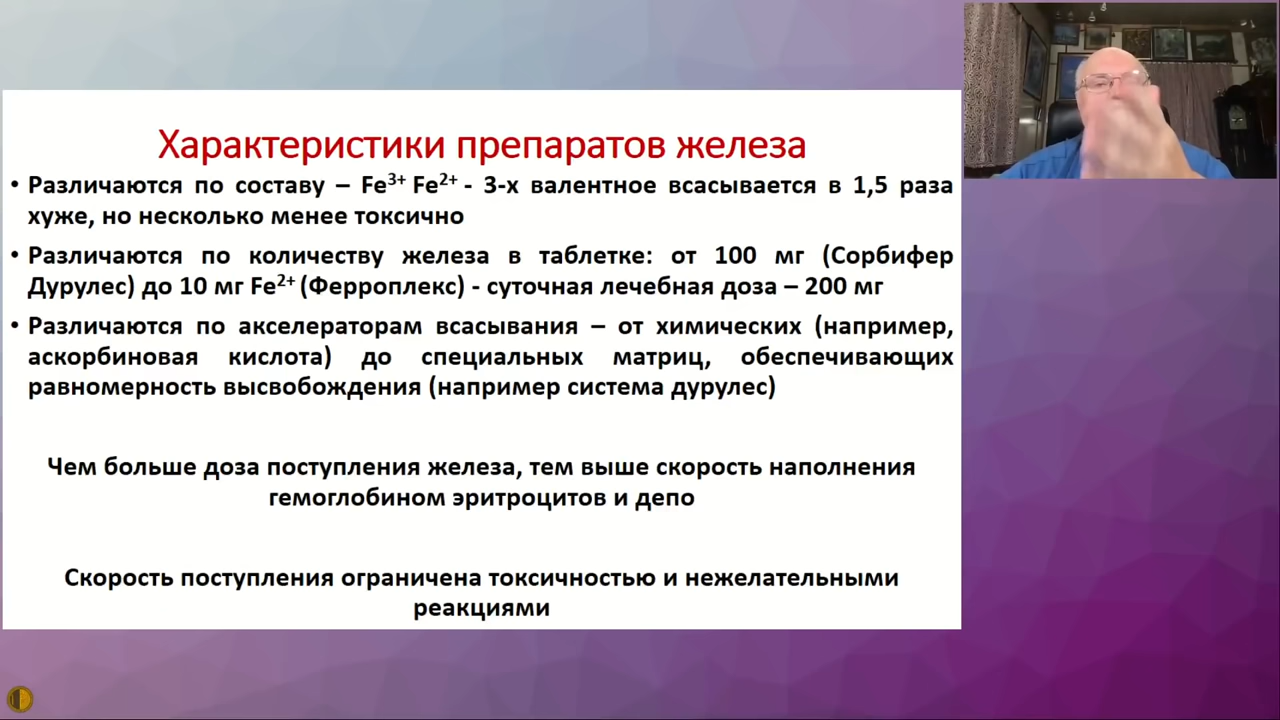 Характеристики препаратов железа
• Различаются по составу – Fe³⁺ Fe²⁺ - 3-х валентное всасывается в 1,5 раза
хуже, но несколько менее токсично
• Различаются по количеству железа в таблетке: от 100 мг (Сорбифер
Дурулес) до 10 мг Fe²⁺ (Ферроплекс) - суточная лечебная доза – 200 мг
• Различаются по акселераторам всасывания – от химических (например,
аскорбиновая кислота) до специальных матриц, обеспечивающих
равномерность высвобождения (например система дурулес)
Чем больше доза поступления железа, тем выше скорость наполнения
гемоглобином эритроцитов и депо
Скорость поступления ограничена токсичностью и нежелательными
реакциями